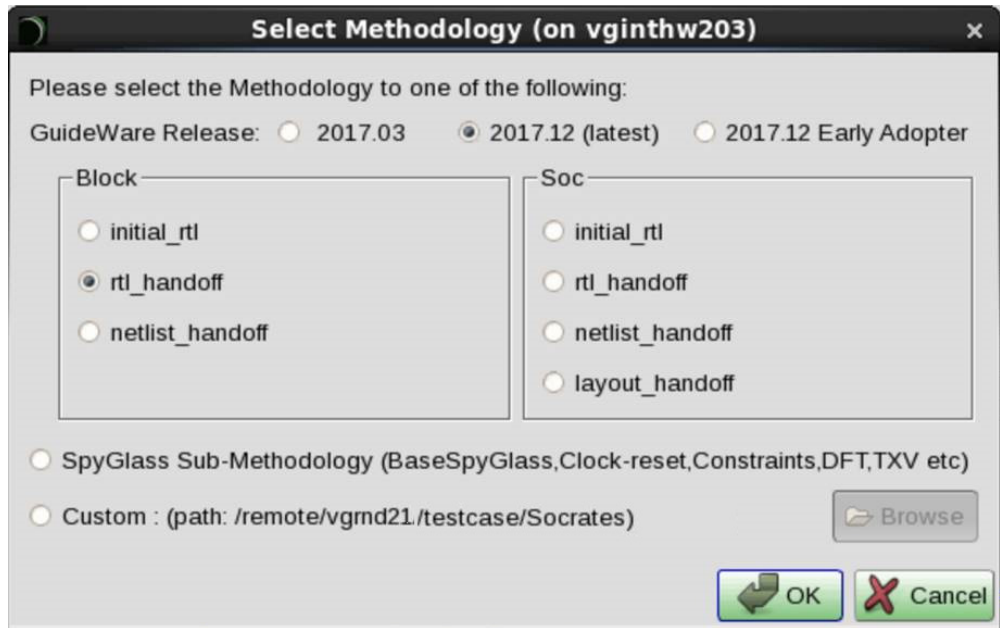 Select Methodology (on vginthw203)
Please select the Methodology to one of the following:
GuideWare Release: 2017.03 2017.12 (latest) 2017.12 Early Adopter
Block
initial_rtl
rtl_handoff
netlist_handoff
Soc
initial_rtl
rtl_handoff
netlist_handoff
layout_handoff
SpyGlass Sub-Methodology (BaseSpyGlass,Clock-reset,Constraints,DFT,TXV etc)
Custom : (path: /remote/vgrnd21./testcase/Socrates)
Browse
OK
Cancel